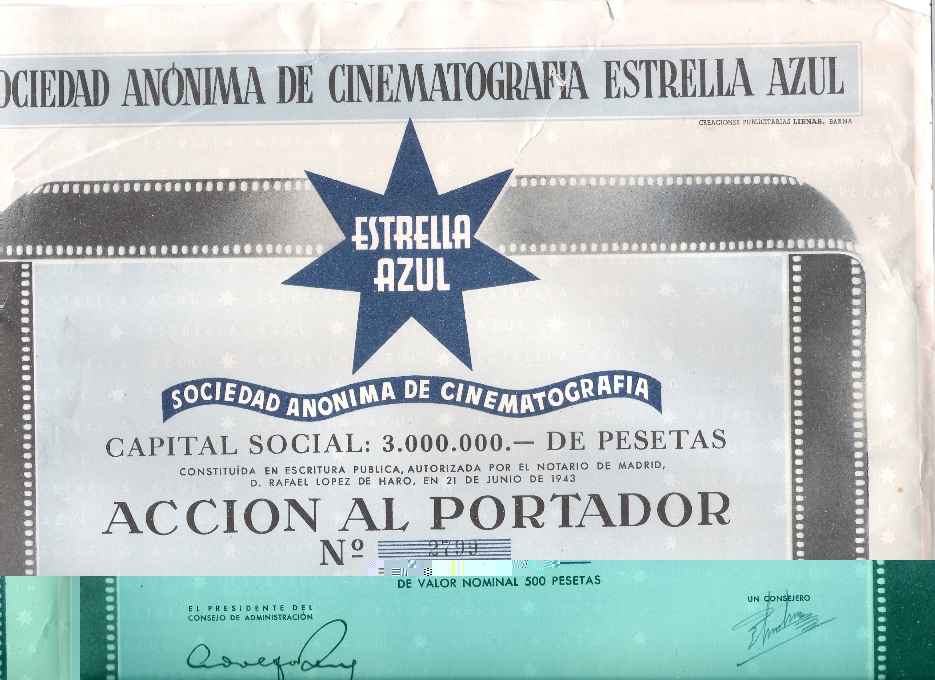 OCIEDAD ANÓNIMA DE CINEMATOGRAFIA ESTRELLA AZUL
CREACIONES PUBLICITARIAS LIENAS, BARNA
ESTRELLA
AZUL
SOCIEDAD ANONIMA DE CINEMATOGRAFIA
CAPITAL SOCIAL: 3.000.000.— DE PESETAS
CONSTITUÍDA EN ESCRITURA PUBLICA, AUTORIZADA POR EL NOTARIO DE MADRID,
D. RAFAEL LOPEZ DE HARO, EN 21 DE JUNIO DE 1943
ACCION AL PORTADOR
Nº 2799
DE VALOR NOMINAL 500 PESETAS
EL PRESIDENTE DEL
CONSEJO DE ADMINISTRACIÓN
UN CONSEJERO